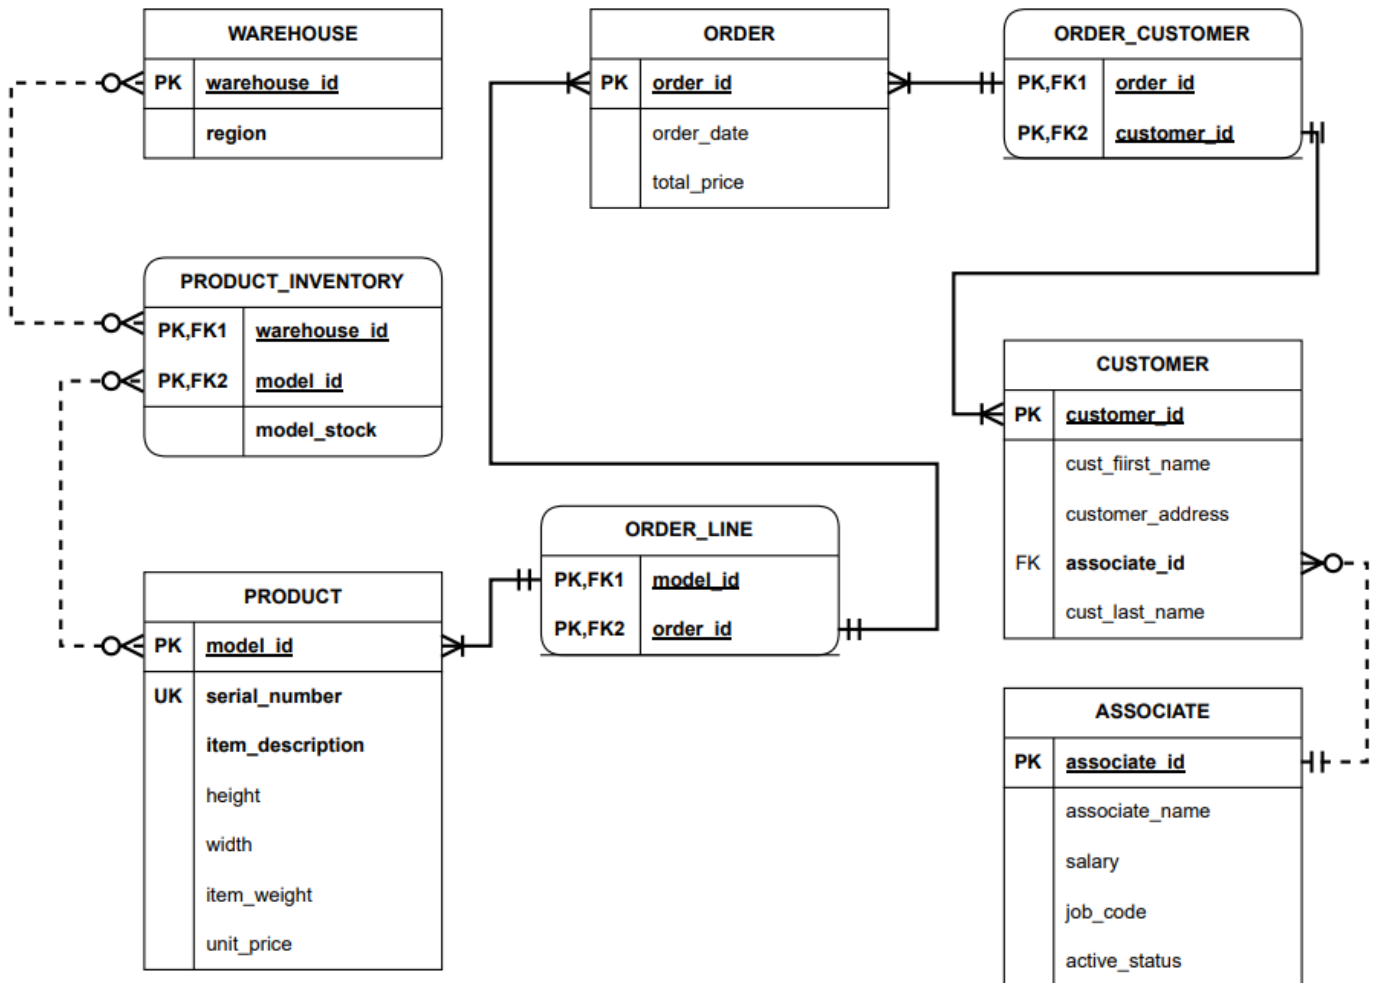 WAREHOUSE
PK warehouse_id
region
ORDER
PK order_id
order_date
total_price
ORDER_CUSTOMER
PK,FK1 order_id
PK,FK2 customer_id
PRODUCT_INVENTORY
PK,FK1 warehouse_id
PK,FK2 model_id
model_stock
CUSTOMER
PK customer_id
cust_fiirst_name
customer_address
FK associate_id
cust_last_name
ORDER_LINE
PK,FK1 model_id
PK,FK2 order_id
PRODUCT
PK model_id
UK serial_number
item_description
height
width
item_weight
unit_price
ASSOCIATE
PK associate_id
associate_name
salary
job_code
active_status